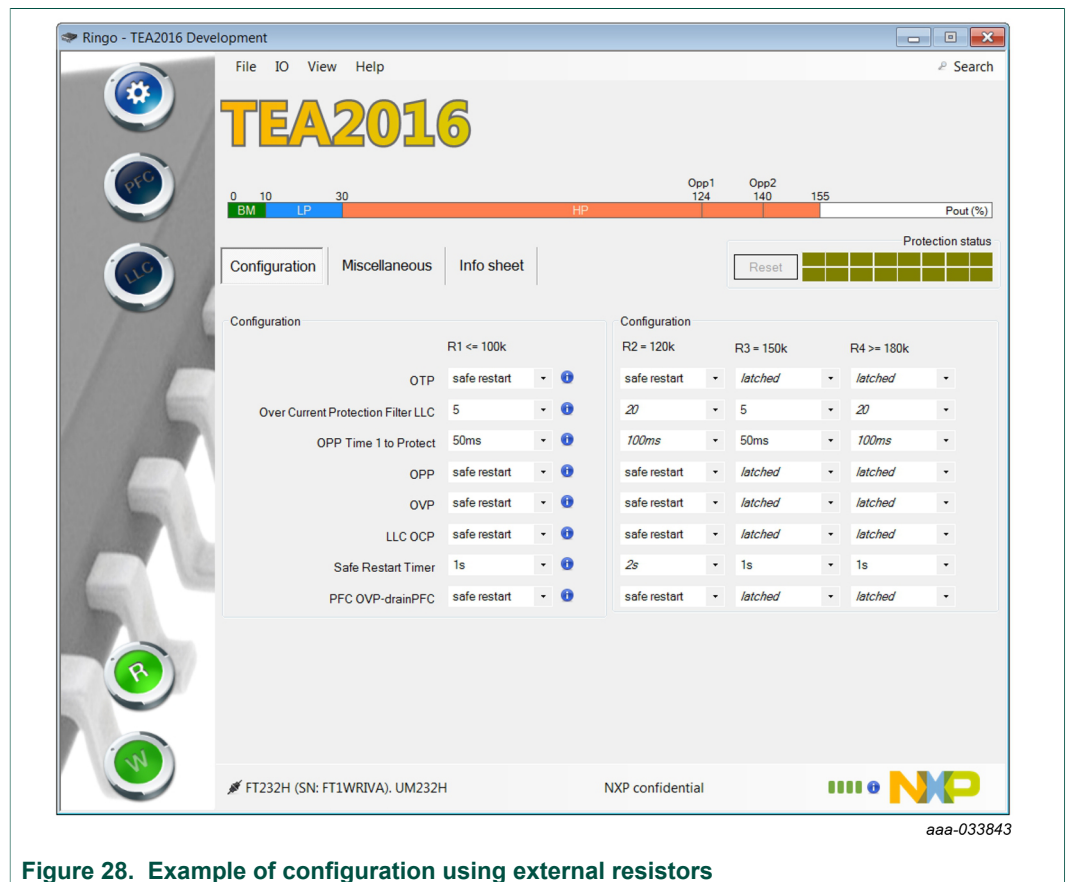 Ringo - TEA2016 Development
File IO View Help Search
TEA2016
Opp1 Opp2
0 10 30 124 140 155
BM LP HP Pout (%)
Protection status
Configuration Miscellaneous Info sheet Reset
PFC
LLC
Configuration Configuration
R1 <= 100k R2 = 120k R3 = 150k R4 >= 180k
OTP safe restart safe restart latched latched
Over Current Protection Filter LLC 5 20 5 20
OPP Time 1 to Protect 50ms 100ms 50ms 100ms
OPP safe restart safe restart latched latched
OVP safe restart safe restart latched latched
LLC OCP safe restart safe restart latched latched
Safe Restart Timer 1s 2s 1s 1s
PFC OVP-drainPFC safe restart safe restart latched latched
R
W
FT232H (SN: FT1WRIVA). UM232H NXP confidential NXP
aaa-033843
Figure 28. Example of configuration using external resistors